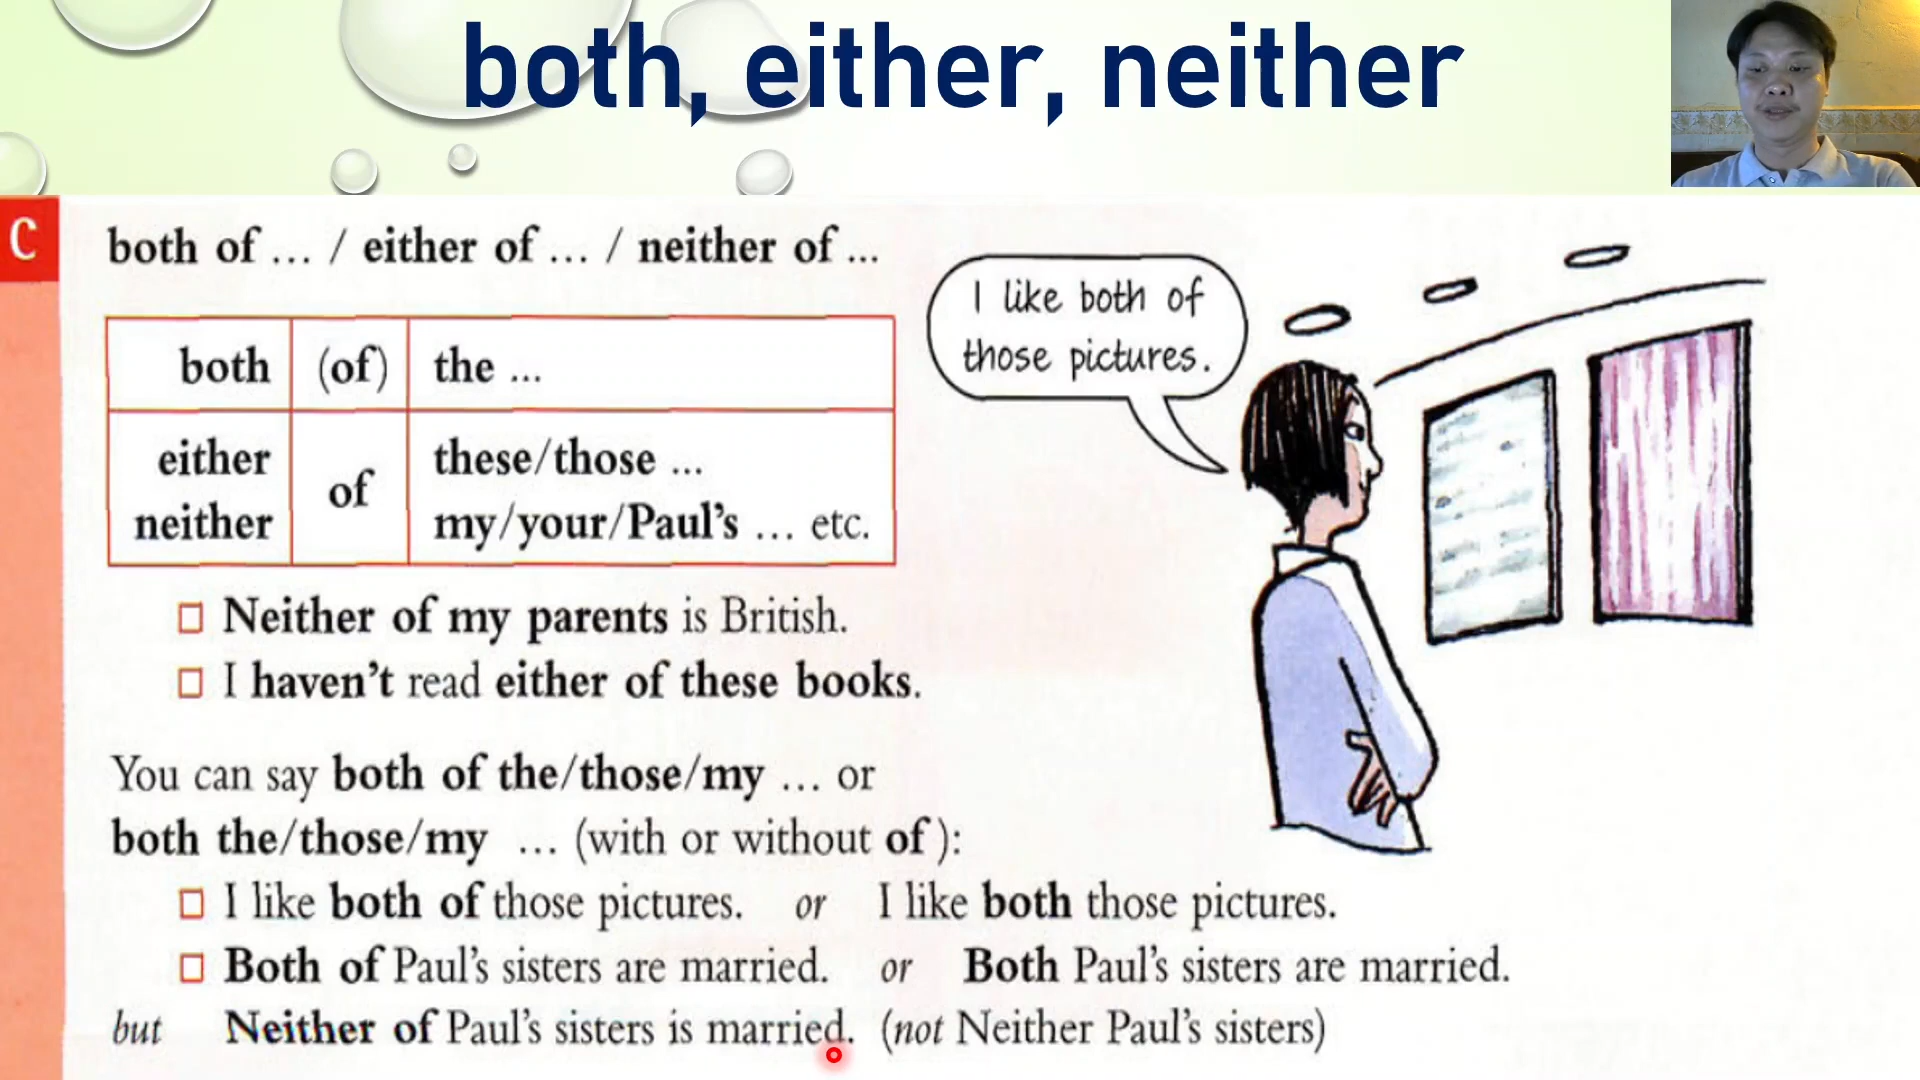 both, either, neither
C
both of ... / either of ... / neither of ...
I like both of
those pictures.
both (of) the ...
either
neither
of
these/those ...
my/your/Paul's ... etc.
Neither of my parents is British.
I haven't read either of these books.
You can say both of the/those/my ... or
both the/those/my ... (with or without of):
I like both of those pictures. or I like both those pictures.
Both of Paul's sisters are married. or Both Paul's sisters are married.
but Neither of Paul's sisters is married. (not Neither Paul's sisters)